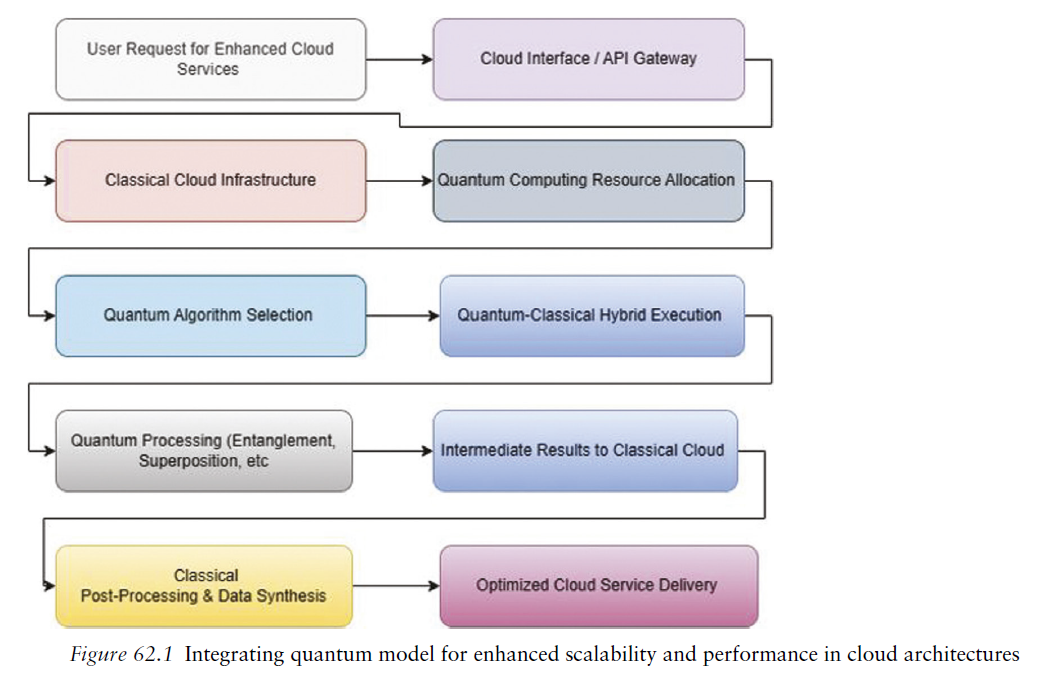 User Request for Enhanced Cloud
Services
Cloud Interface / API Gateway
Classical Cloud Infrastructure
Quantum Computing Resource Allocation
Quantum Algorithm Selection
Quantum-Classical Hybrid Execution
Quantum Processing (Entanglement,
Superposition, etc
Intermediate Results to Classical Cloud
Classical
Post-Processing & Data Synthesis
Optimized Cloud Service Delivery
Figure 62.1 Integrating quantum model for enhanced scalability and performance in cloud architectures